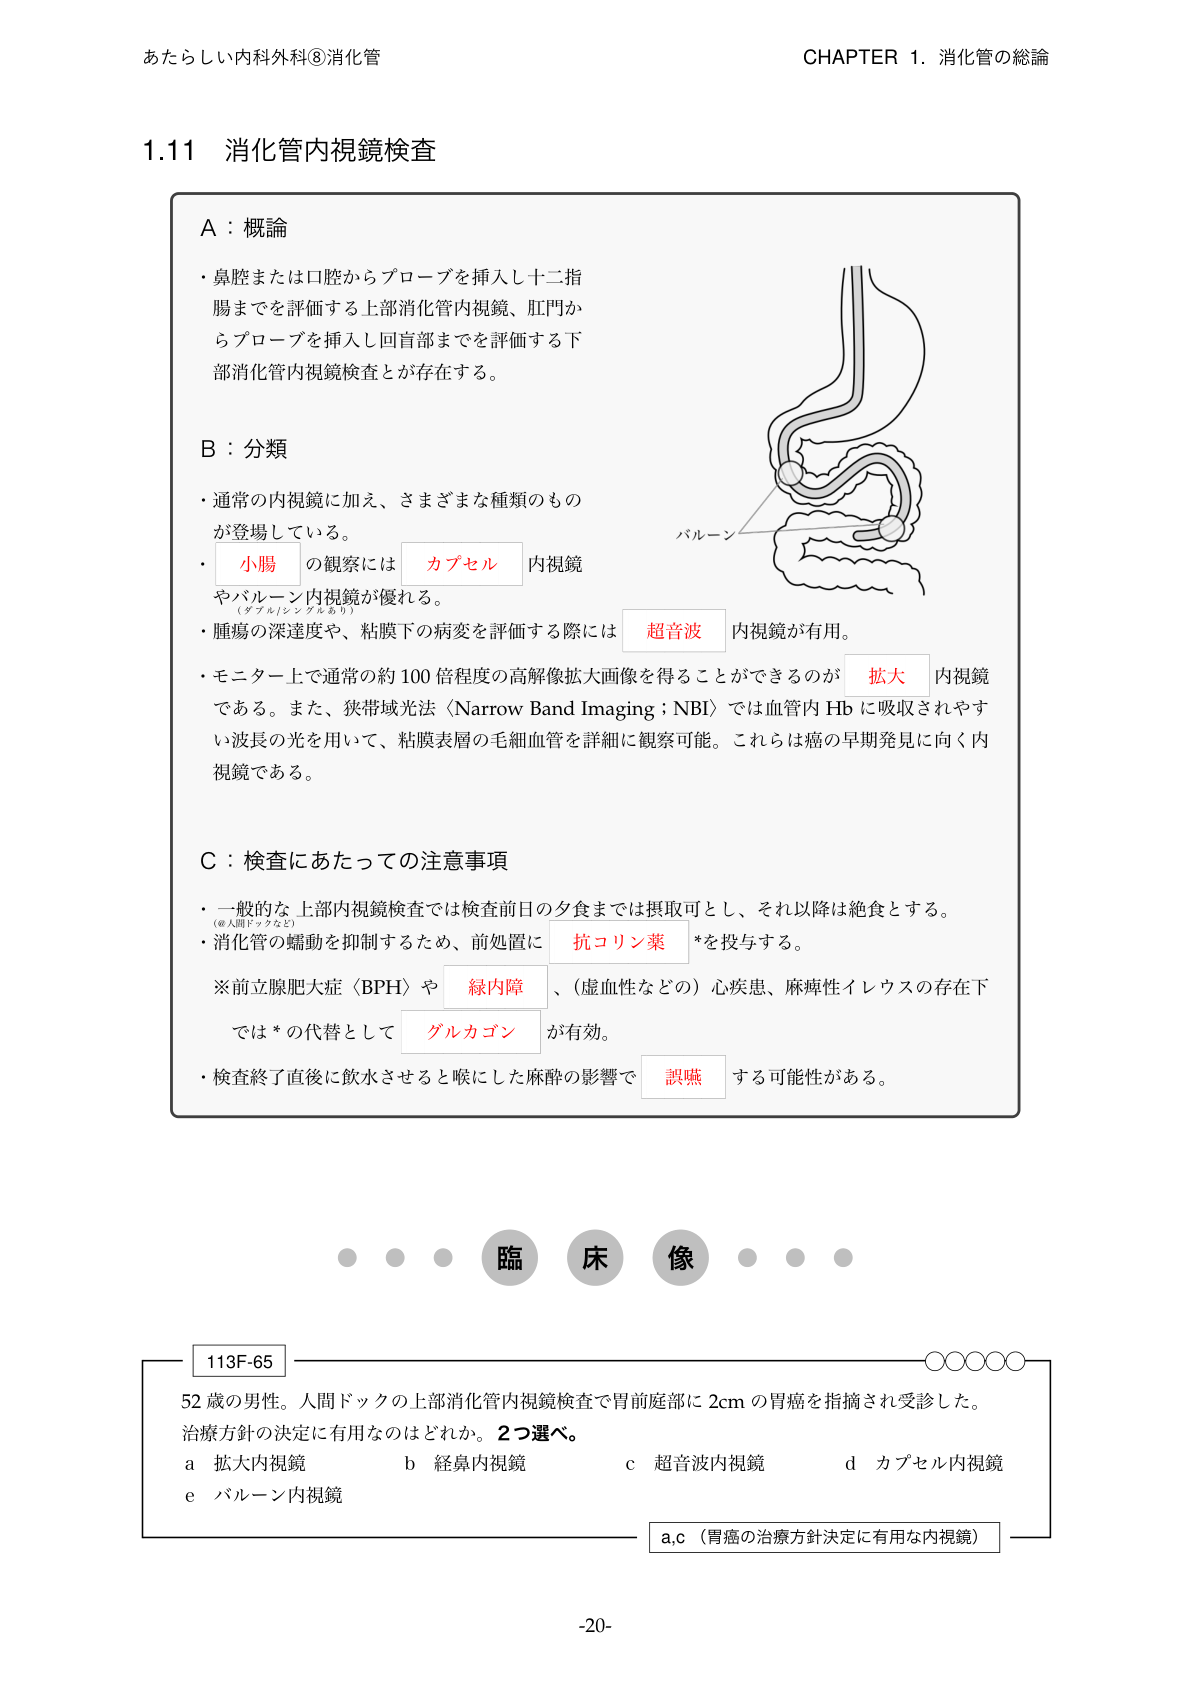 あたらしい内科外科⑧消化管
CHAPTER 1. 消化管の総論
1.11 消化管内視鏡検査
A：概論
・鼻腔または口腔からプローブを挿入し十二指
腸までを評価する上部消化管内視鏡、肛門か
らプローブを挿入し回盲部までを評価する下
部消化管内視鏡検査とが存在する。
B：分類
・通常の内視鏡に加え、さまざまな種類のもの
が登場している。
・ 小腸 の観察には カプセル 内視鏡
やバルーン内視鏡が優れる。
（ダブル/シングルあり）
バルーン
・腫瘍の深達度や、粘膜下の病変を評価する際には 超音波 内視鏡が有用。
・モニター上で通常の約 100 倍程度の高解像拡大画像を得ることができるのが 拡大 内視鏡
である。また、狭帯域光法〈Narrow Band Imaging；NBI〉では血管内 Hb に吸収されやす
い波長の光を用いて、粘膜表層の毛細血管を詳細に観察可能。これらは癌の早期発見に向く内
視鏡である。
C：検査にあたっての注意事項
・一般的な 上部内視鏡検査では検査前日の夕食までは摂取可とし、それ以降は絶食とする。
（@人間ドックなど）
・消化管の蠕動を抑制するため、前処置に 抗コリン薬 *を投与する。
※前立腺肥大症〈BPH〉や 緑内障 、（虚血性などの）心疾患、麻痺性イレウスの存在下
では * の代替として グルカゴン が有効。
・検査終了直後に飲水させると喉にした麻酔の影響で 誤嚥 する可能性がある。
臨床像
113F-65
52 歳の男性。人間ドックの上部消化管内視鏡検査で胃前庭部に 2cm の胃癌を指摘され受診した。
治療方針の決定に有用なのはどれか。2つ選べ。
a 拡大内視鏡 b 経鼻内視鏡 c 超音波内視鏡 d カプセル内視鏡
e バルーン内視鏡
a,c （胃癌の治療方針決定に有用な内視鏡）
-20-